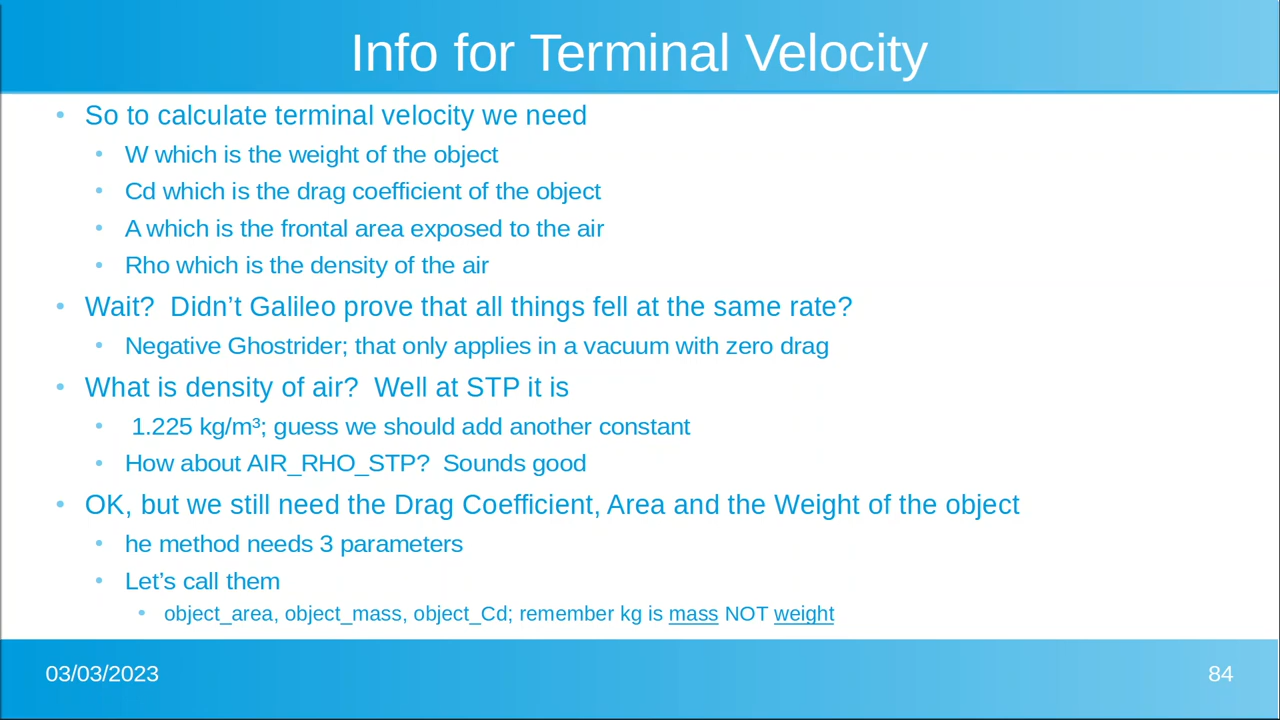 Info for Terminal Velocity
• So to calculate terminal velocity we need
• W which is the weight of the object
• Cd which is the drag coefficient of the object
• A which is the frontal area exposed to the air
• Rho which is the density of the air
• Wait?  Didn’t Galileo prove that all things fell at the same rate?
• Negative Ghostrider; that only applies in a vacuum with zero drag
• What is density of air?  Well at STP it is
• 1.225 kg/m³; guess we should add another constant
• How about AIR_RHO_STP?  Sounds good
• OK, but we still need the Drag Coefficient, Area and the Weight of the object
• he method needs 3 parameters
• Let’s call them
• object_area, object_mass, object_Cd; remember kg is mass NOT weight
03/03/2023
84